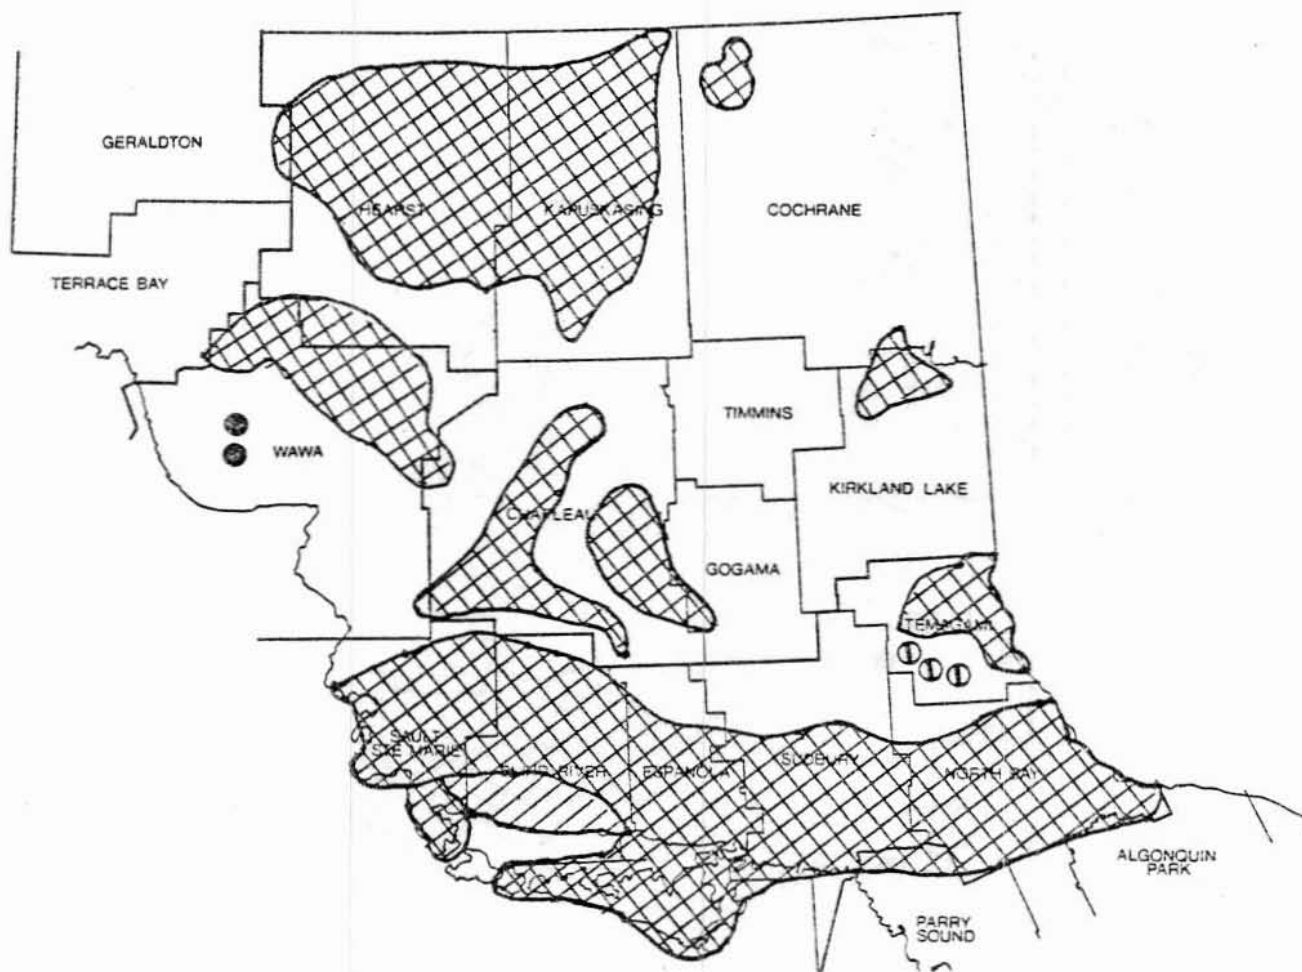 GERALDTON
HEARST
KAPUSKASING
COCHRANE
TERRACE BAY
TIMMINS
WAWA
KIRKLAND LAKE
CHAPLEAU
GOGAMA
TEMAGAMI
SAULT
STE MARIE
BLIND RIVER
ESPANOLA
SUDBURY
NORTH BAY
ALGONQUIN
PARK
PARRY
SOUND